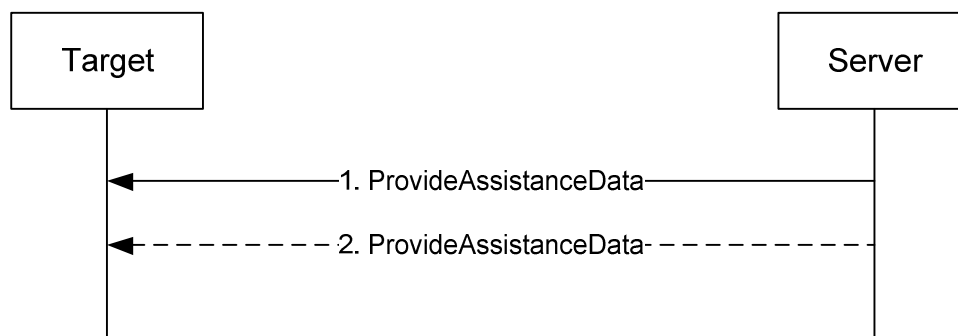 Target
Server
1. ProvideAssistanceData
2. ProvideAssistanceData